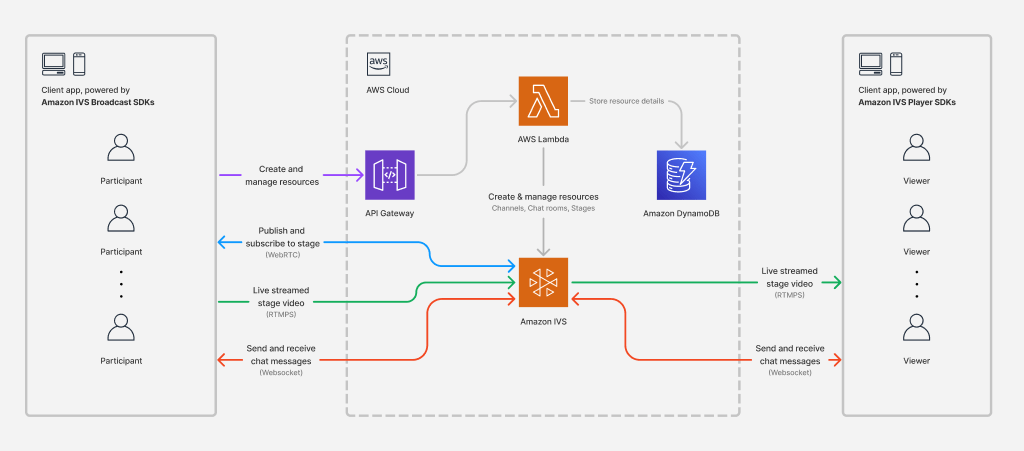 Client app, powered by
Amazon IVS Broadcast SDKs
Participant
Participant
Participant
Create and
manage resources
Publish and
subscribe to stage
(WebRTC)
Live streamed
stage video
(RTMPS)
Send and receive
chat messages
(Websocket)
aws
AWS Cloud
API Gateway
AWS Lambda
Store resource details
Amazon DynamoDB
Create & manage resources
Channels, Chat rooms, Stages
Amazon IVS
Live streamed
stage video
(RTMPS)
Send and receive
chat messages
(Websocket)
Client app, powered by
Amazon IVS Player SDKs
Viewer
Viewer
Viewer